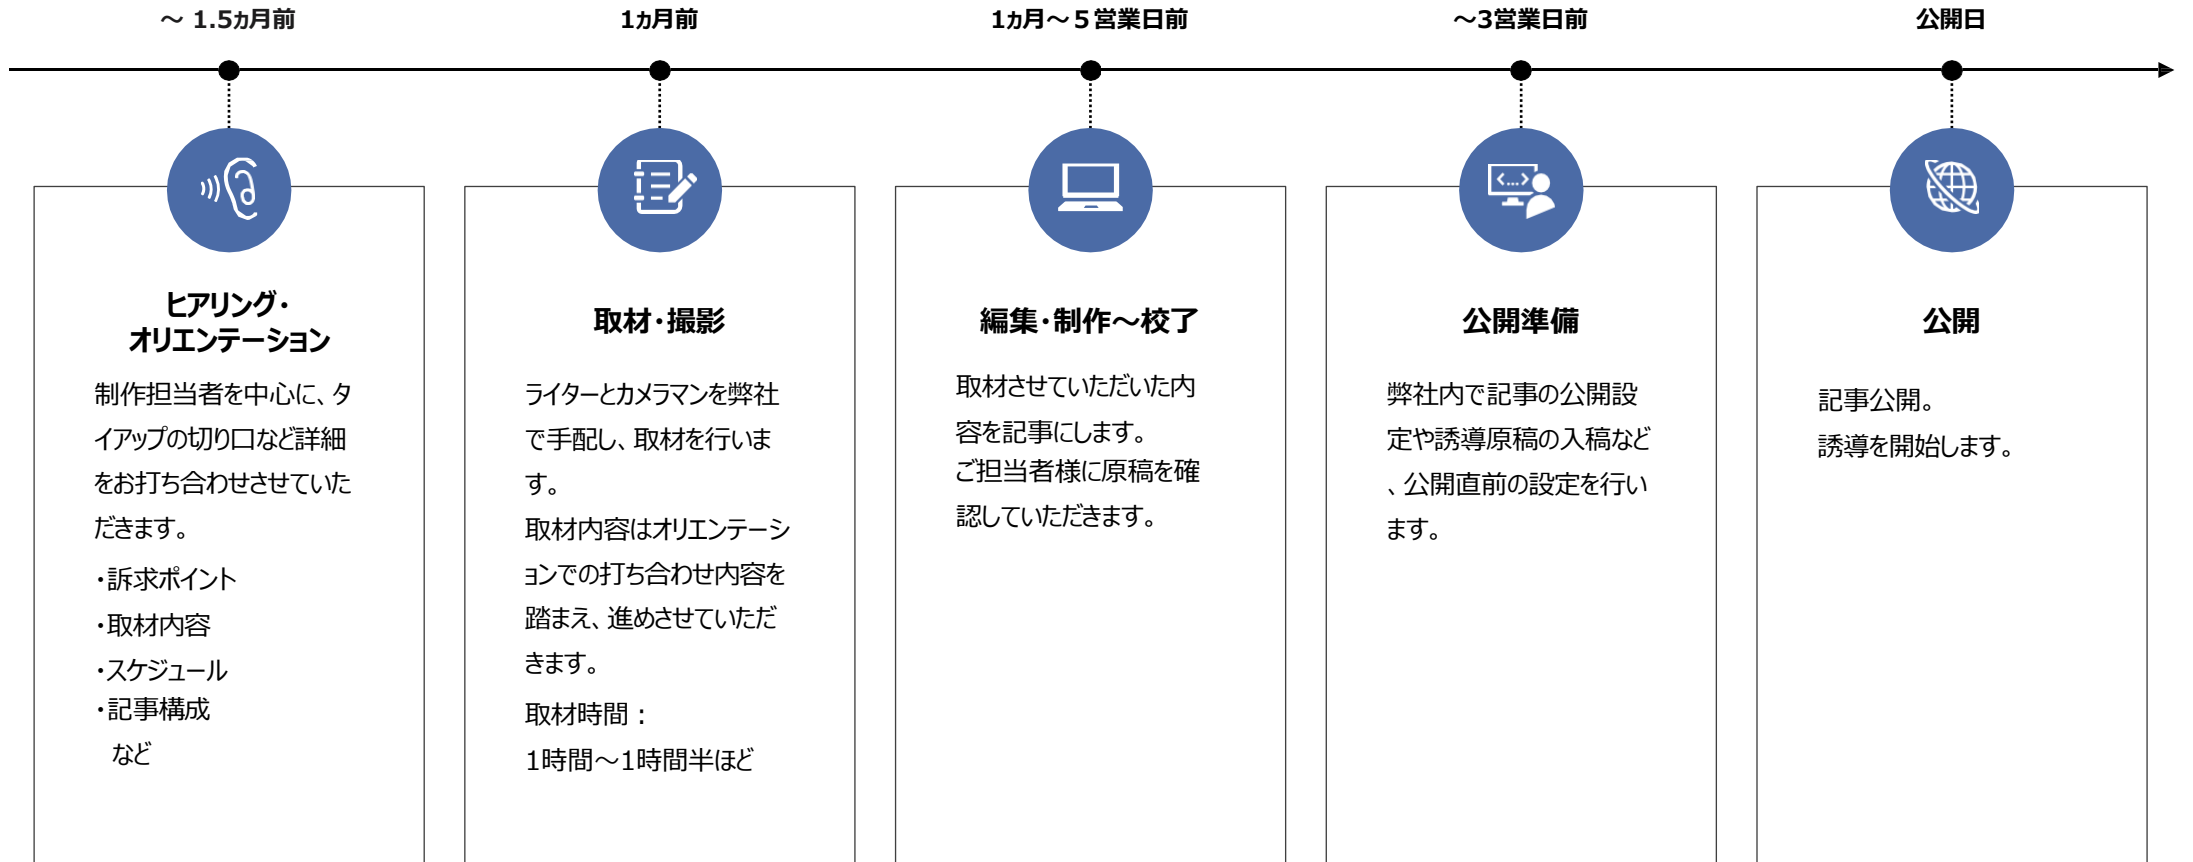 ～ 1.5ヵ月前
1ヵ月前
1ヵ月～５営業日前
～3営業日前
公開日
ヒアリング・
オリエンテーション
制作担当者を中心に、タ
イアップの切り口など詳細
をお打ち合わせさせていた
だきます。
・訴求ポイント
・取材内容
・スケジュール
・記事構成
など
取材・撮影
ライターとカメラマンを弊社
で手配し、取材を行いま
す。
取材内容はオリエンテーシ
ョンでの打ち合わせ内容を
踏まえ、進めさせていただ
きます。
取材時間：
1時間～1時間半ほど
編集・制作～校了
取材させていただいた内
容を記事にします。
ご担当者様に原稿を確
認していただきます。
公開準備
弊社内で記事の公開設
定や誘導原稿の入稿など
、公開直前の設定を行い
ます。
公開
記事公開。
誘導を開始します。